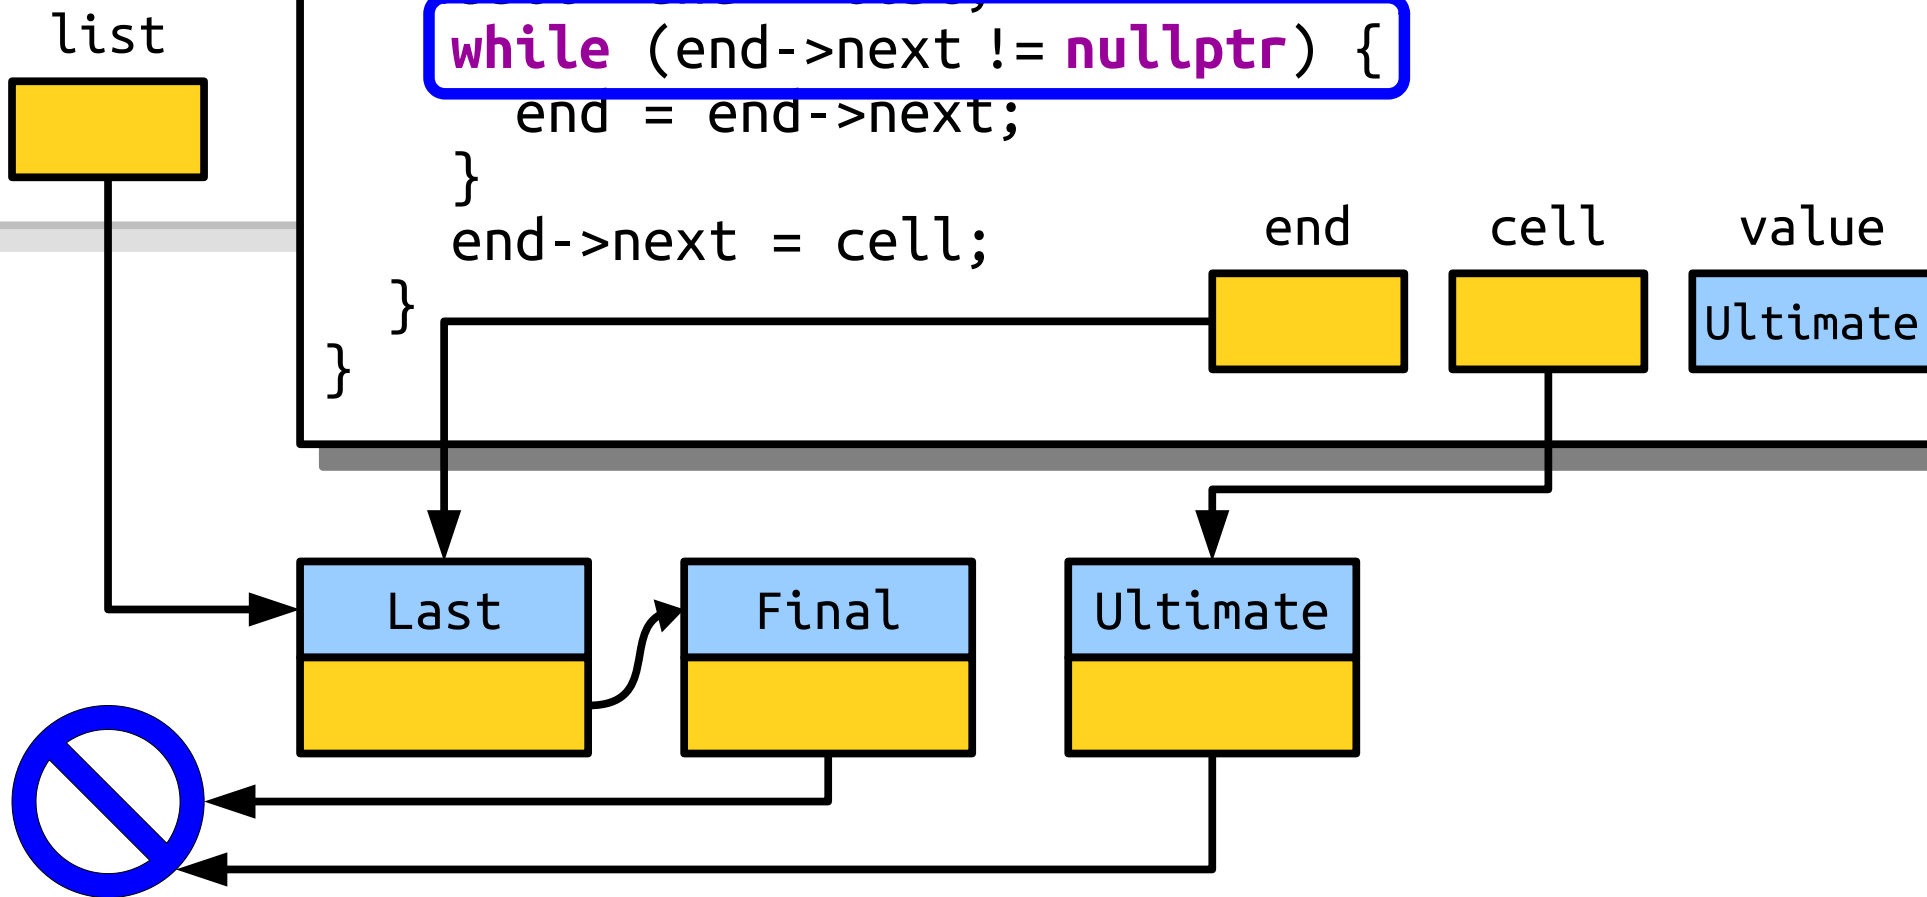 list
while (end->next != nullptr) {
end = end->next;
}
end->next = cell;
}
}
end cell value
Ultimate
Last Final Ultimate